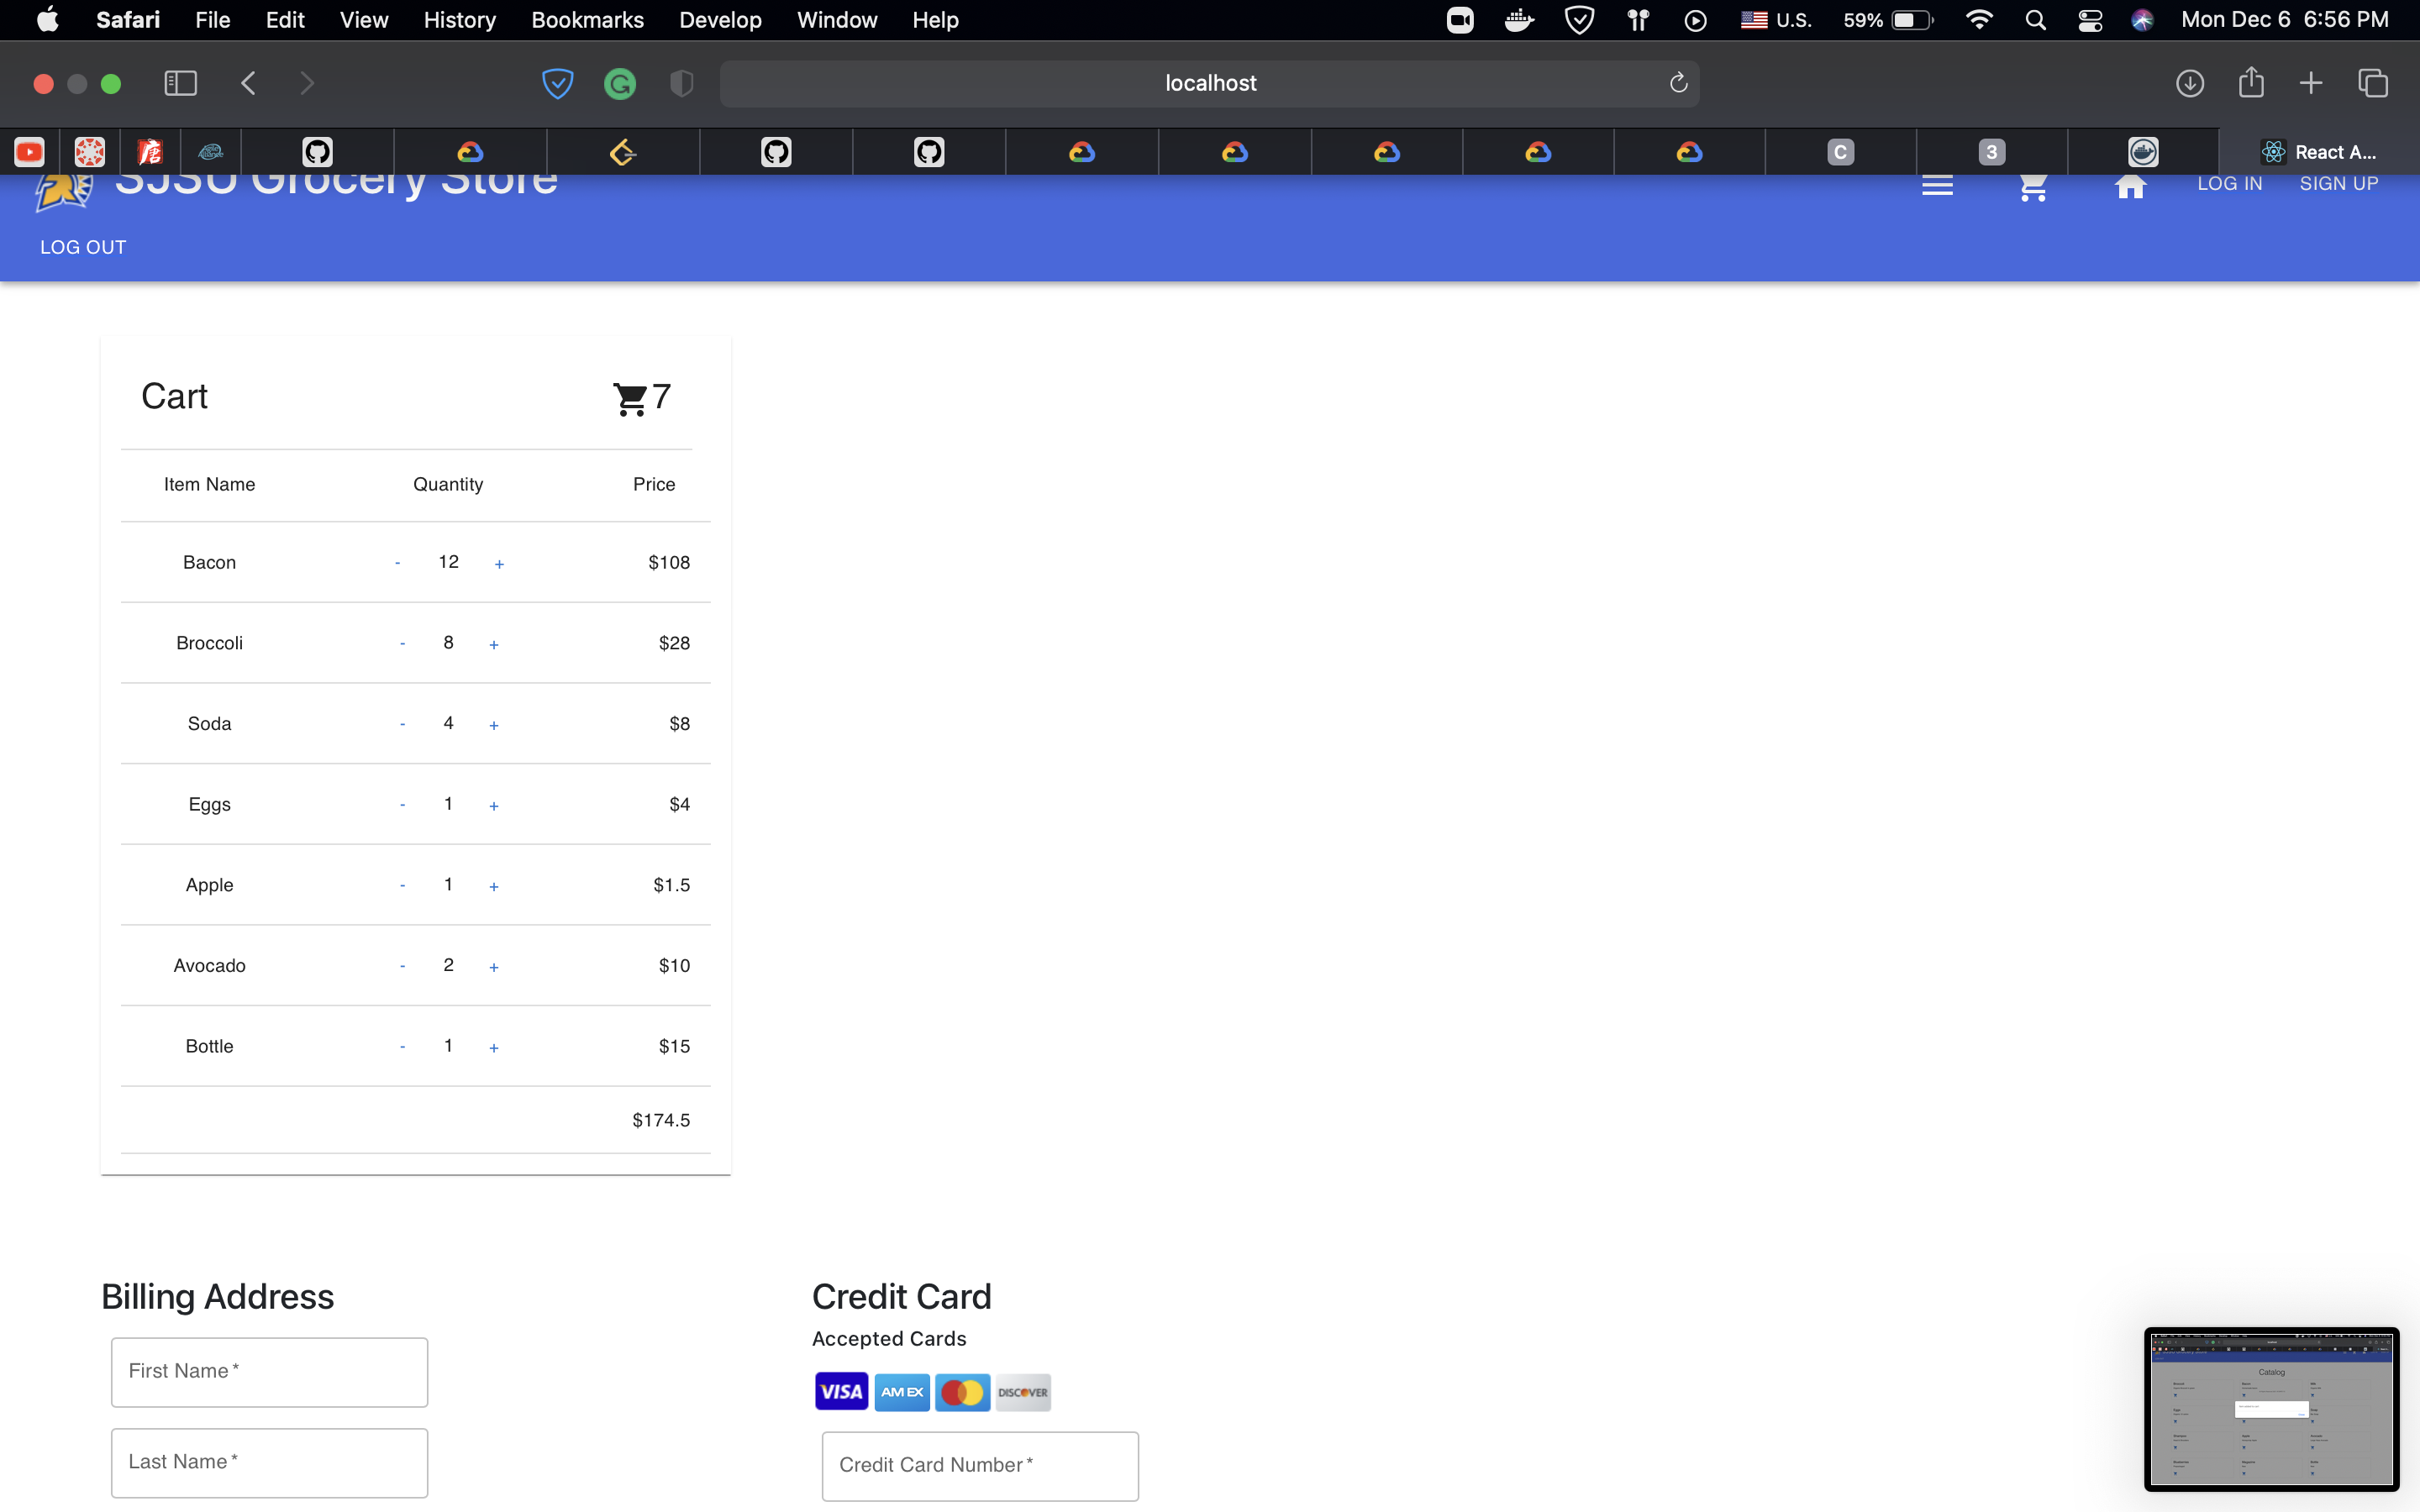 Safari File Edit View History Bookmarks Develop Window Help U.S. 59% Mon Dec 6 6:56 PM
localhost
C 3 React A...
SJSU Grocery Store LOG IN SIGN UP
LOG OUT
Cart 7
Item Name Quantity Price
Bacon - 12 + $108
Broccoli - 8 + $28
Soda - 4 + $8
Eggs - 1 + $4
Apple - 1 + $1.5
Avocado - 2 + $10
Bottle - 1 + $15
$174.5
Billing Address
First Name *
Last Name *
Credit Card
Accepted Cards
VISA AMEX DISCOVER
Credit Card Number *
Catalog